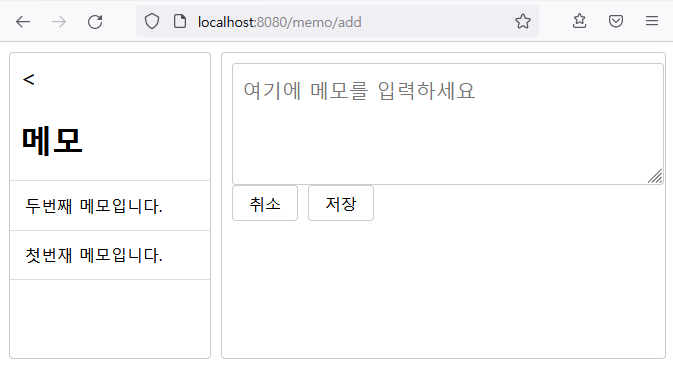 localhost:8080/memo/add
<
메모
두번째 메모입니다.
첫번재 메모입니다.
여기에 메모를 입력하세요
취소 저장